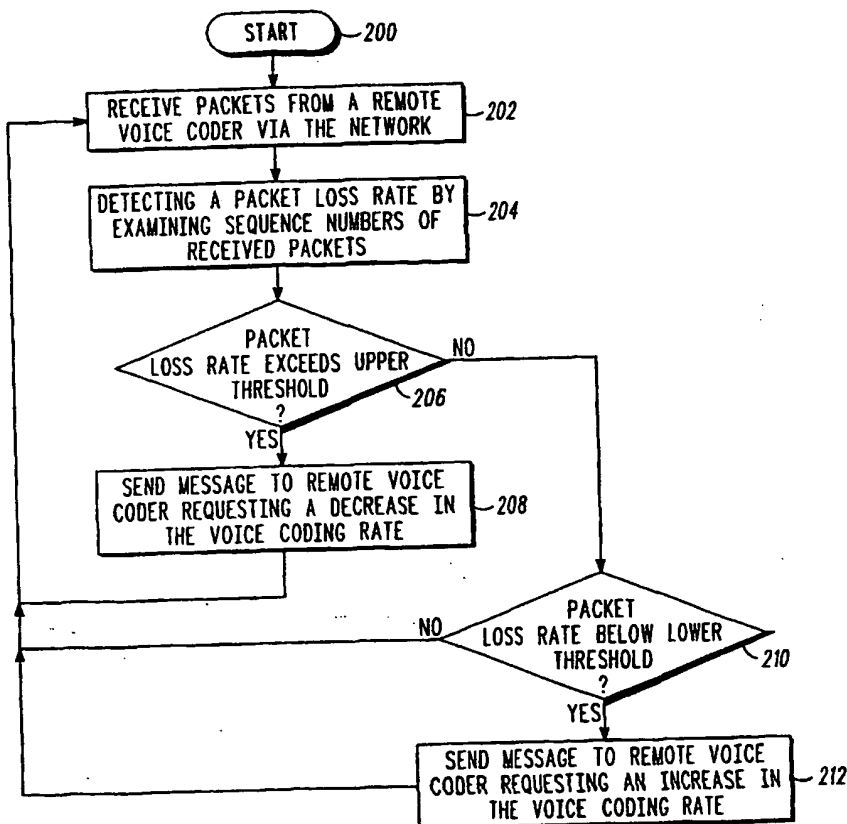 START
200
RECEIVE PACKETS FROM A REMOTE
VOICE CODER VIA THE NETWORK
202
DETECTING A PACKET LOSS RATE BY
EXAMINING SEQUENCE NUMBERS OF
RECEIVED PACKETS
204
PACKET
LOSS RATE EXCEEDS UPPER
THRESHOLD
?
NO
206
YES
SEND MESSAGE TO REMOTE VOICE
CODER REQUESTING A DECREASE IN
THE VOICE CODING RATE
208
PACKET
LOSS RATE BELOW LOWER
THRESHOLD
?
NO
210
YES
SEND MESSAGE TO REMOTE VOICE
CODER REQUESTING AN INCREASE IN
THE VOICE CODING RATE
212